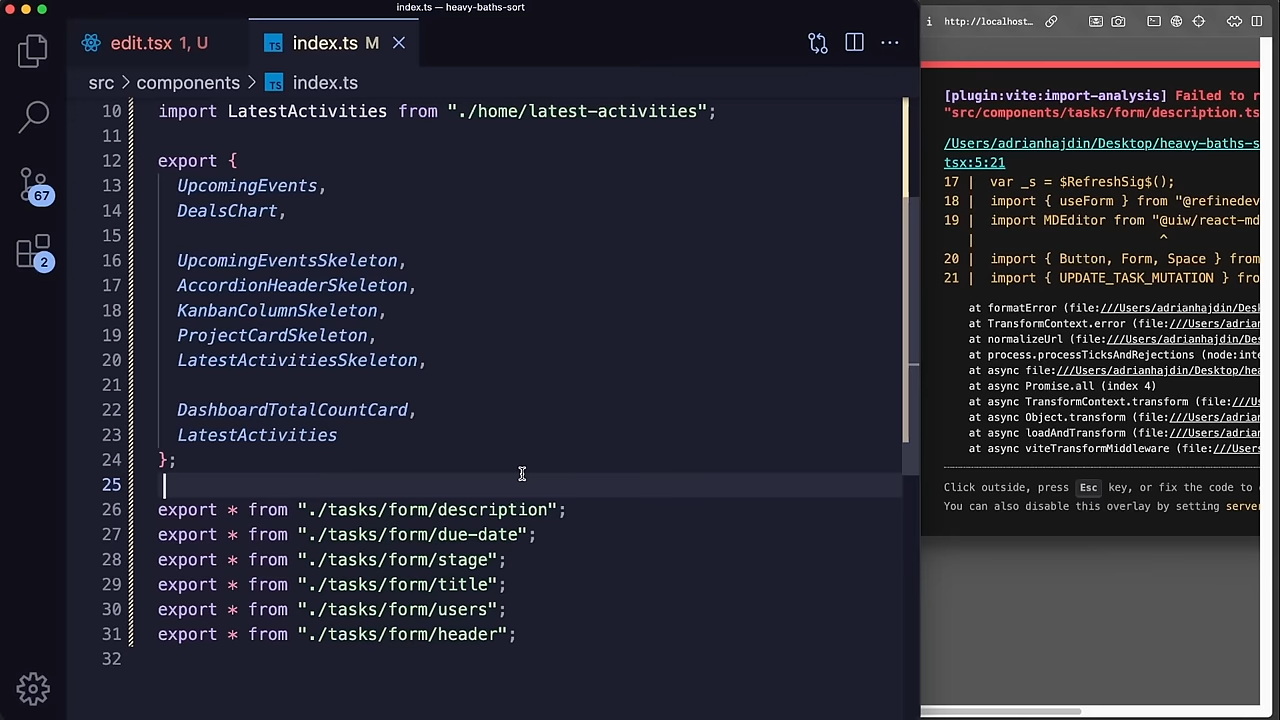 index.ts — heavy-baths-sort
edit.tsx 1, U
TS index.ts M
src > components > TS index.ts
10 import LatestActivities from "./home/latest-activities";
11
12 export {
13 UpcomingEvents,
14 DealsChart,
15
16 UpcomingEventsSkeleton,
17 AccordionHeaderSkeleton,
18 KanbanColumnSkeleton,
19 ProjectCardSkeleton,
20 LatestActivitiesSkeleton,
21
22 DashboardTotalCountCard,
23 LatestActivities
24 };
25
26 export * from "./tasks/form/description";
27 export * from "./tasks/form/due-date";
28 export * from "./tasks/form/stage";
29 export * from "./tasks/form/title";
30 export * from "./tasks/form/users";
31 export * from "./tasks/form/header";
32
67
2
http://localhost...
[plugin:vite:import-analysis] Failed to r
"src/components/tasks/form/description.ts
/Users/adrianhajdin/Desktop/heavy-baths-s
tsx:5:21
17 | var _s = $RefreshSig$();
18 | import { useForm } from "@refinedev
19 | import MDEditor from "@uiw/react-md
| ^
20 | import { Button, Form, Space } from
21 | import { UPDATE_TASK_MUTATION } fro
at formatError (file:///Users/adrianhajdin/Desk
at TransformContext.error (file:///Users/adrian
at normalizeUrl (file:///Users/adrianhajdin/Des
at process.processTicksAndRejections (node:inte
at async file:///Users/adrianhajdin/Desktop/hea
at async Promise.all (index 4)
at async TransformContext.transform (file:///Us
at async Object.transform (file:///Users/adrian
at async loadAndTransform (file:///Users/adrian
at async viteTransformMiddleware (file:///Users
Click outside, press Esc key, or fix the code to
You can also disable this overlay by setting server